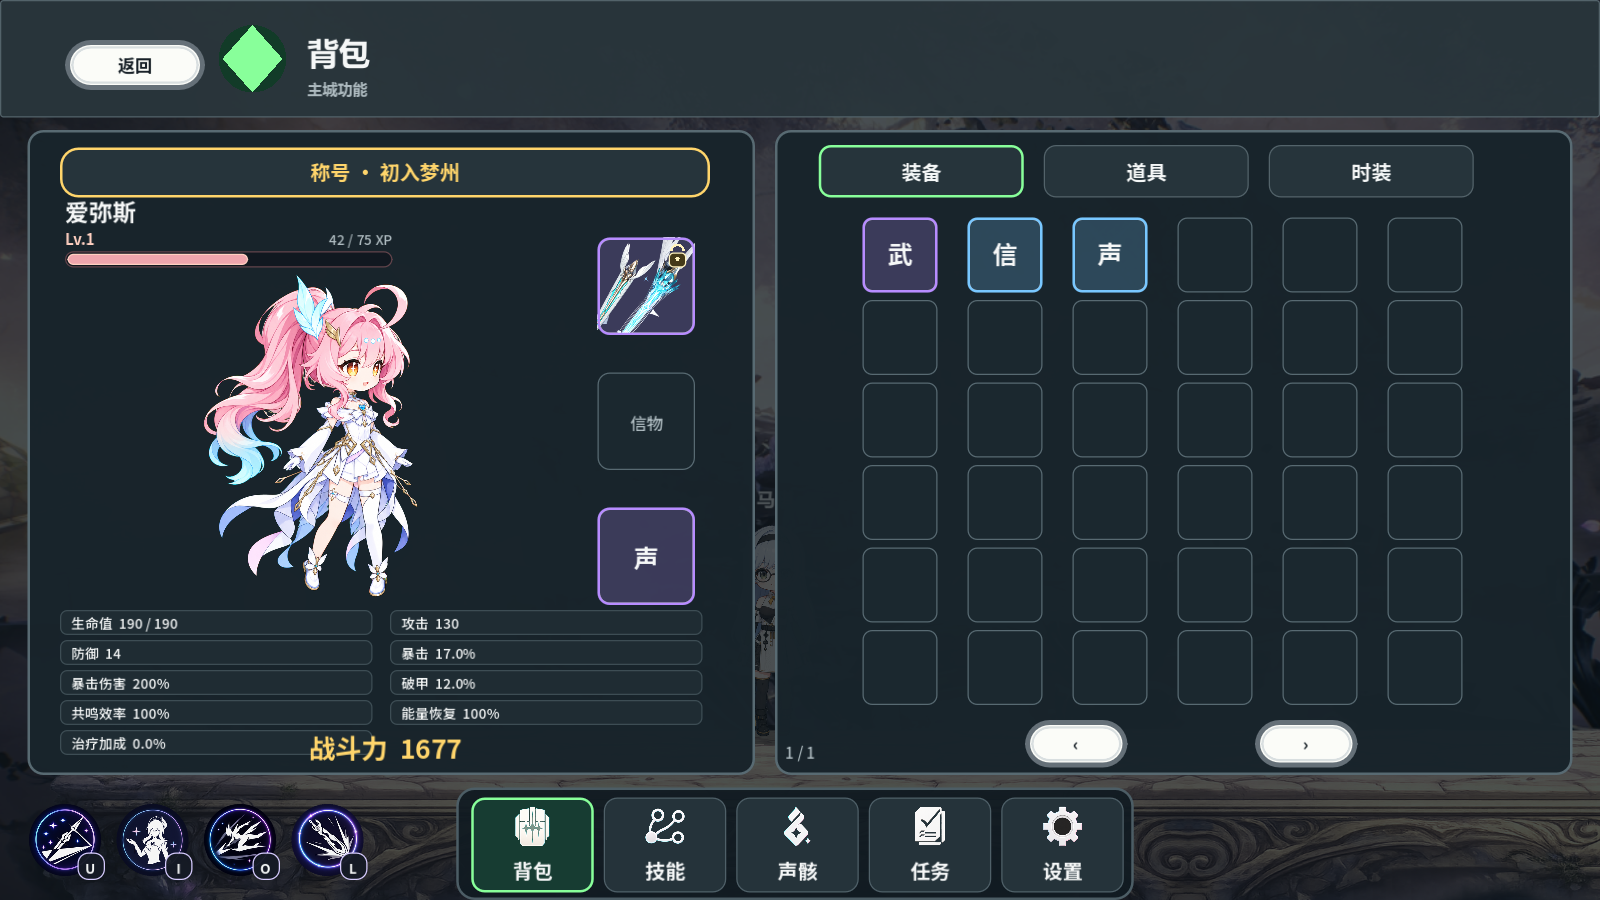 返回
背包
主城功能
称号 · 初入梦州
爱弥斯
Lv.1
42 / 75 XP
信物
声
生命值 190 / 190
攻击 130
防御 14
暴击 17.0%
暴击伤害 200%
破甲 12.0%
共鸣效率 100%
能量恢复 100%
治疗加成 0.0%
战斗力 1677
装备
道具
时装
武
信
声
马
1 / 1
‹
›
U
I
O
L
背包
技能
声骸
任务
设置